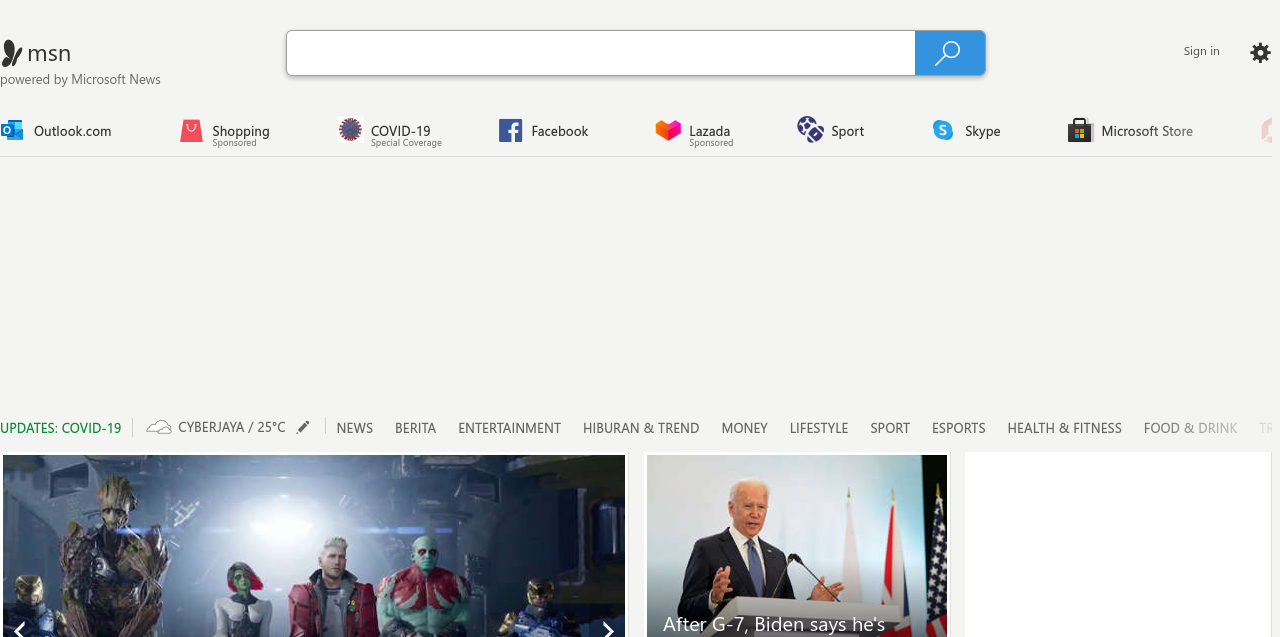 msn
powered by Microsoft News
Sign in
Outlook.com
Shopping
Sponsored
COVID-19
Special Coverage
Facebook
Lazada
Sponsored
Sport
Skype
Microsoft Store
UPDATES: COVID-19
CYBERJAYA / 25°C
NEWS
BERITA
ENTERTAINMENT
HIBURAN & TREND
MONEY
LIFESTYLE
SPORT
ESPORTS
HEALTH & FITNESS
FOOD & DRINK
After G-7, Biden says he's